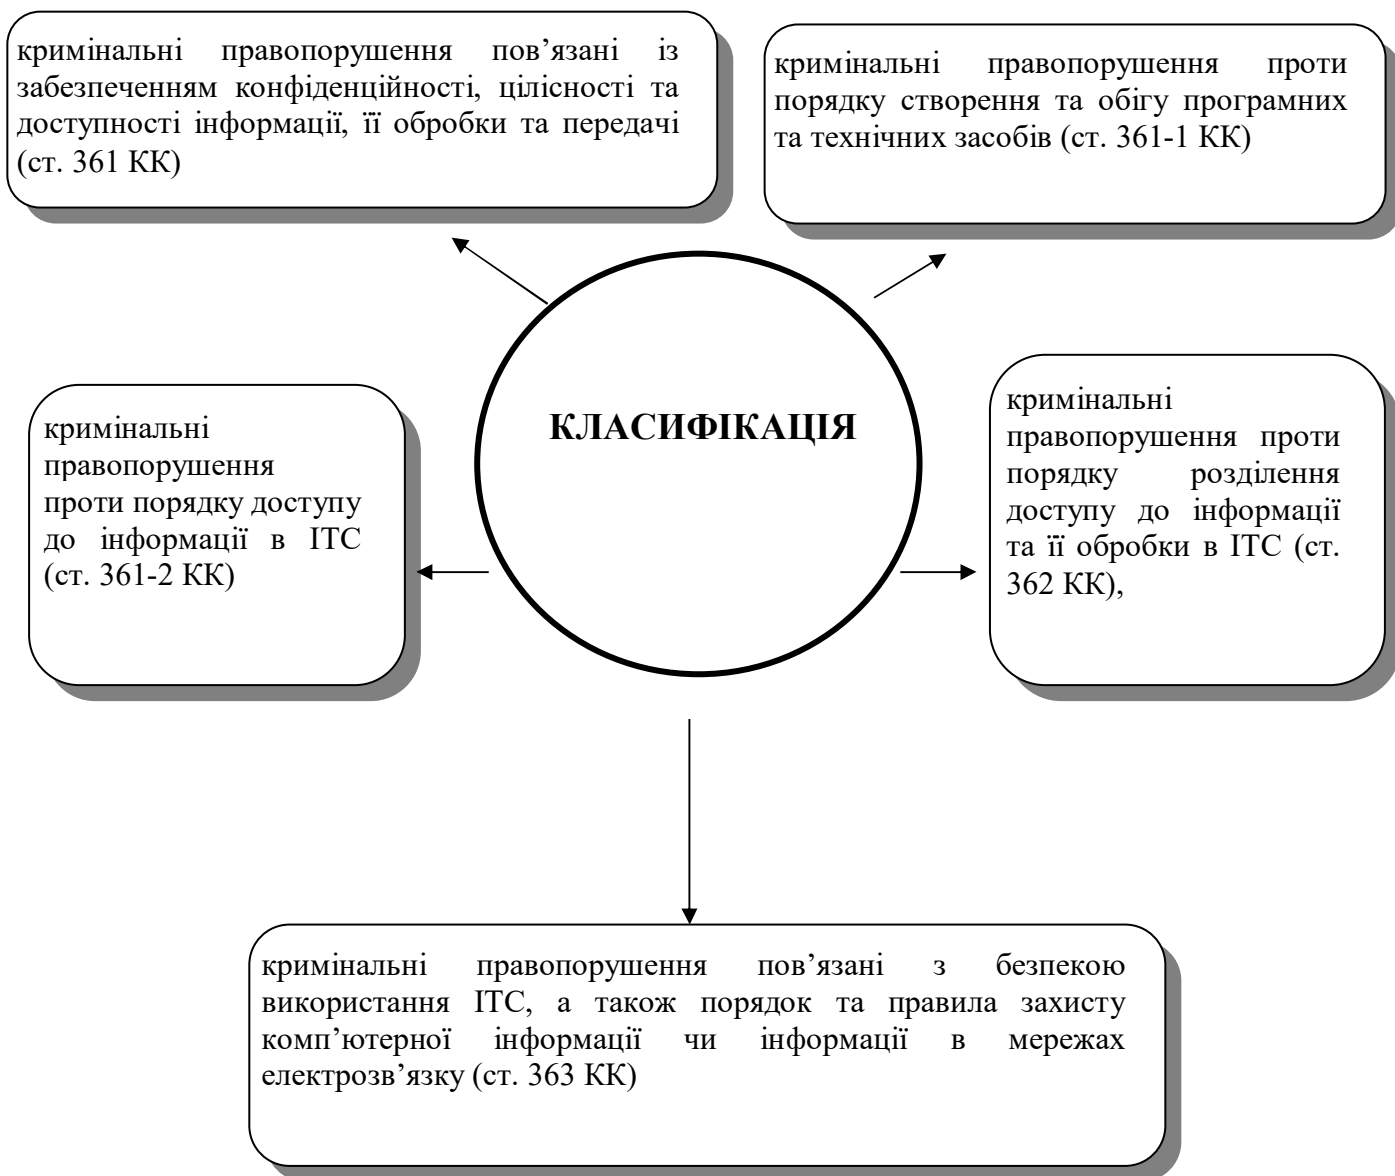 кримінальні правопорушення пов’язані із
забезпеченням конфіденційності, цілісності та
доступності інформації, її обробки та передачі
(ст. 361 КК)
кримінальні правопорушення проти
порядку створення та обігу програмних
та технічних засобів (ст. 361-1 КК)
КЛАСИФІКАЦІЯ
кримінальні
правопорушення
проти порядку доступу
до інформації в ІТС
(ст. 361-2 КК)
кримінальні
правопорушення проти
порядку розділення
доступу до інформації
та її обробки в ІТС (ст.
362 КК),
кримінальні правопорушення пов’язані з безпекою
використання ІТС, а також порядок та правила захисту
комп’ютерної інформації чи інформації в мережах
електрозв’язку (ст. 363 КК)